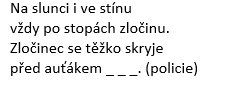 Na slunci i ve stínu
vždy po stopách zločinu.
Zločinec se těžko skryje
před auťákem _ _ _. (policie)